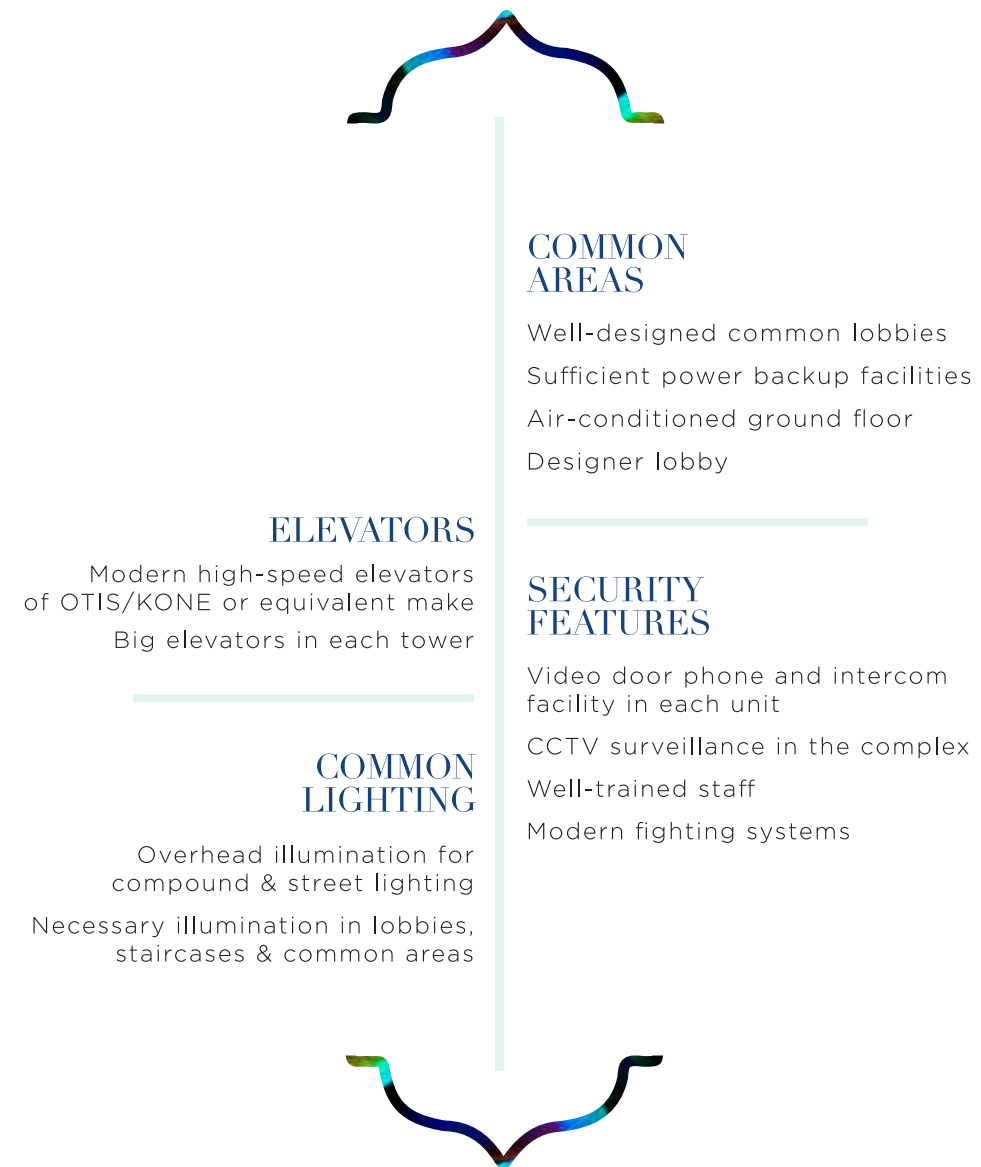 ELEVATORS
Modern high-speed elevators
of OTIS/KONE or equivalent make
Big elevators in each tower
COMMON
LIGHTING
Overhead illumination for
compound & street lighting
Necessary illumination in lobbies,
staircases & common areas
COMMON
AREAS
Well-designed common lobbies
Sufficient power backup facilities
Air-conditioned ground floor
Designer lobby
SECURITY
FEATURES
Video door phone and intercom
facility in each unit
CCTV surveillance in the complex
Well-trained staff
Modern fighting systems